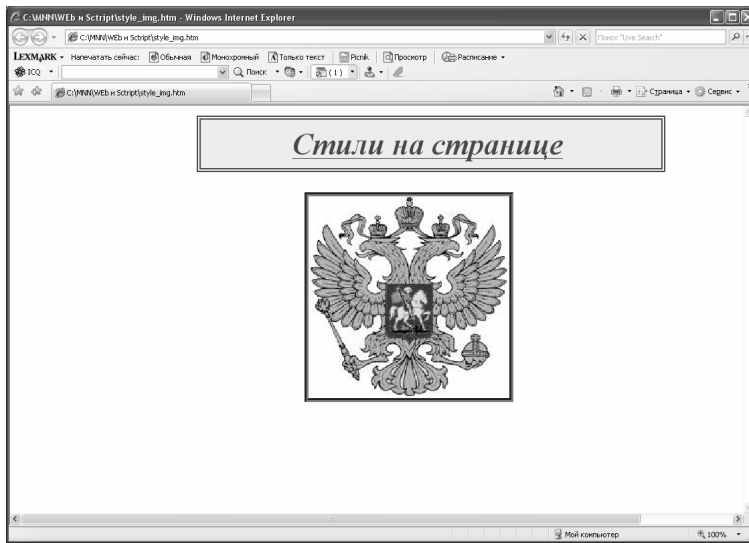 C:\MNN\WEb и Sctript\style_img.htm - Windows Internet Explorer
C:\MNN\WEb и Sctript\style_img.htm
Поиск "Live Search"
LEXMARK Напечатать сейчас: Обычная Монохромный Только текст Picnik Просмотр Расписание
ICQ Поиск (1)
C:\MNN\WEb и Sctript\style_img.htm Страница Сервис
Стили на странице
Мой компьютер 100%